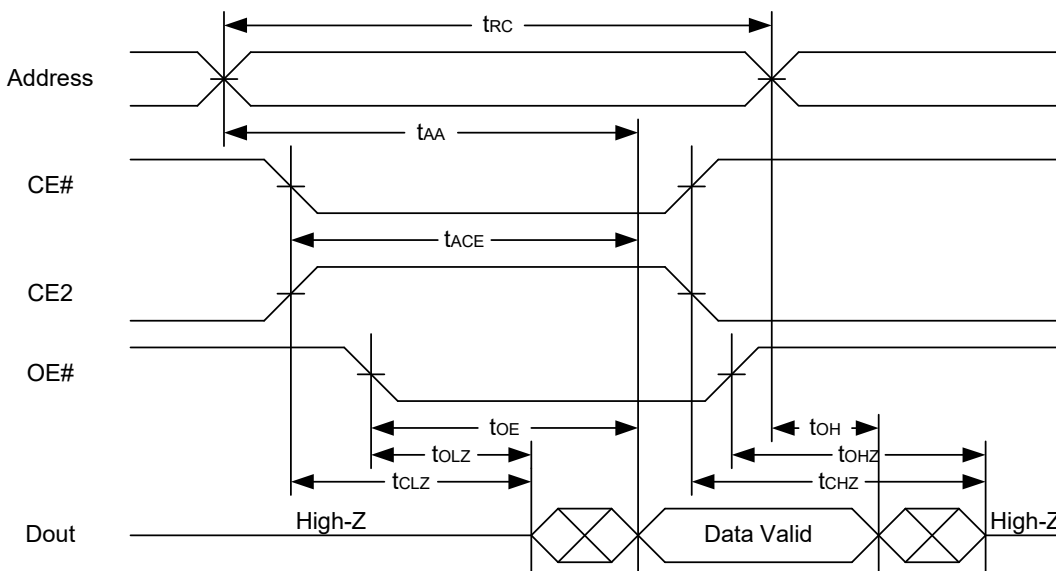 tRC
Address
tAA
CE#
tACE
CE2
OE#
tOE
tOH
tOLZ
tOHZ
tCLZ
tCHZ
Dout
High-Z
Data Valid
High-Z